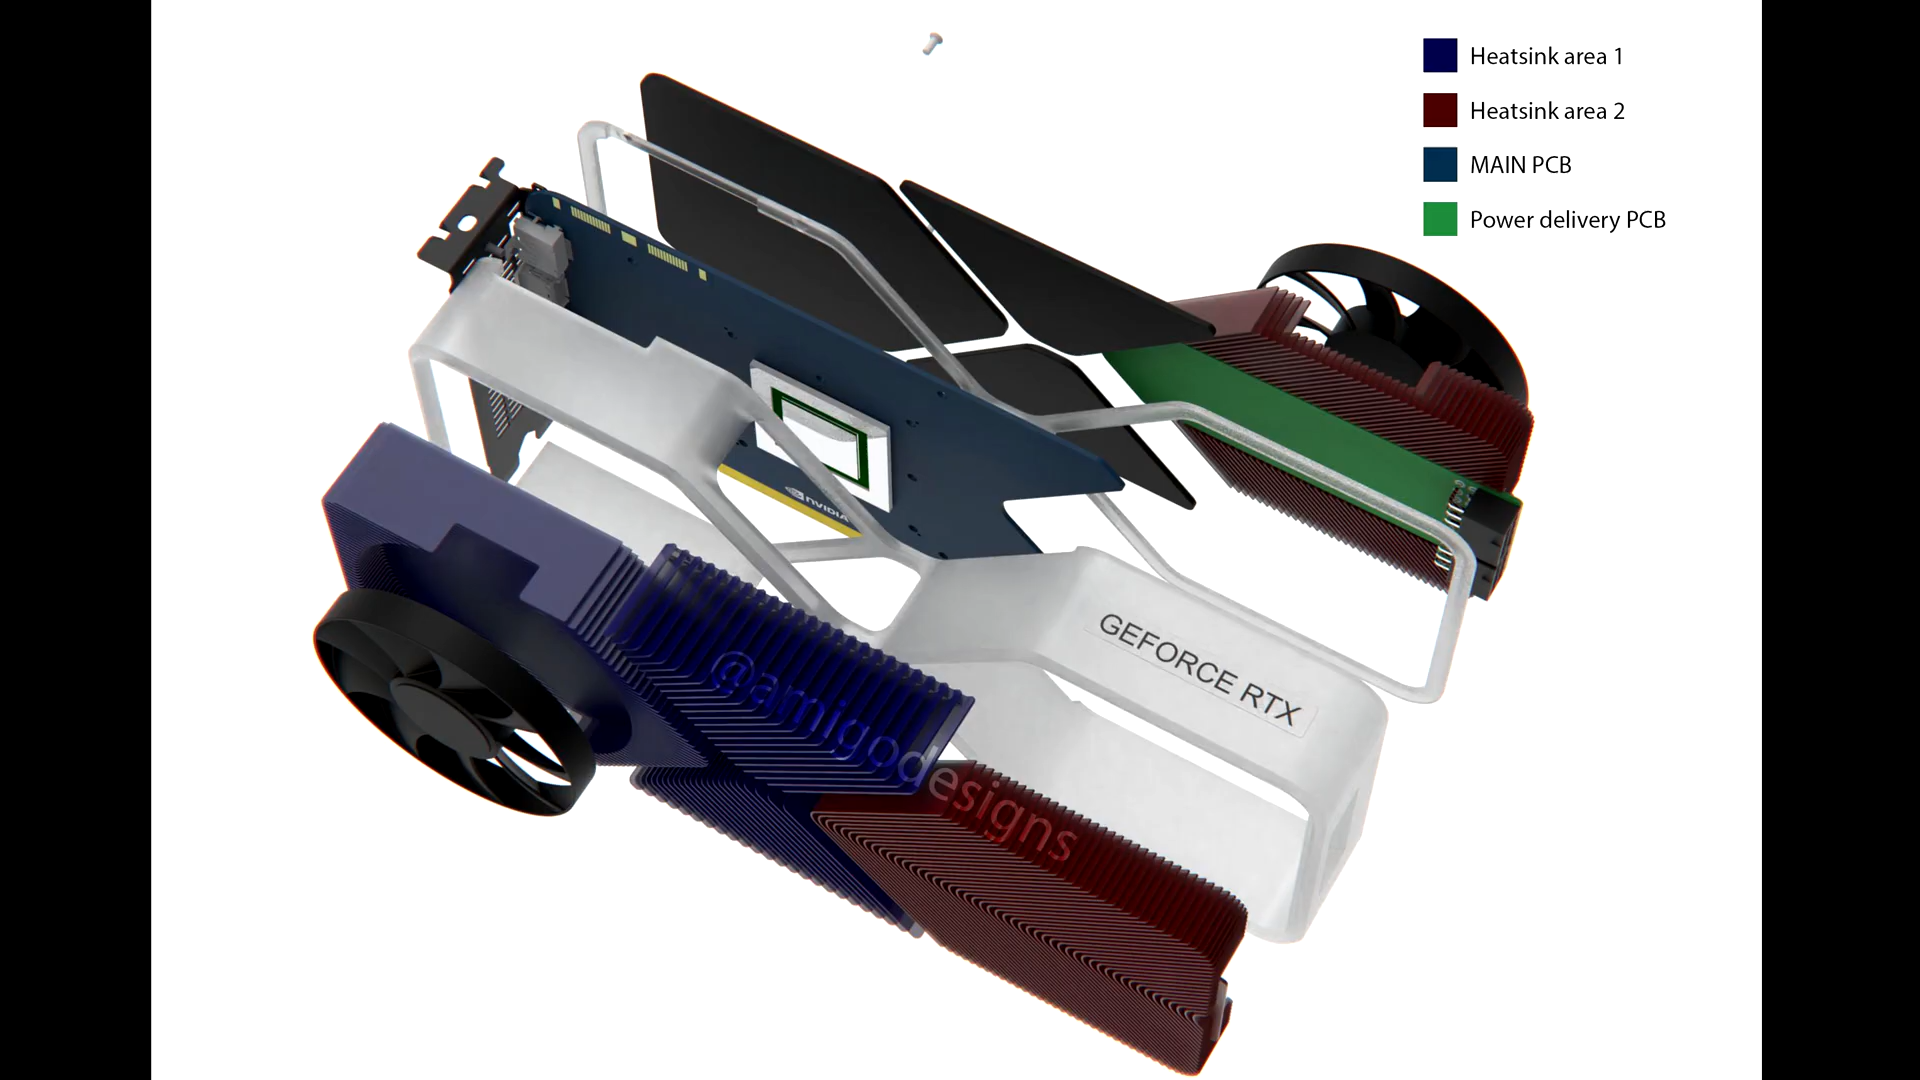 Heatsink area 1
Heatsink area 2
MAIN PCB
Power delivery PCB
NVIDIA
GEFORCE RTX
@amigodesigns